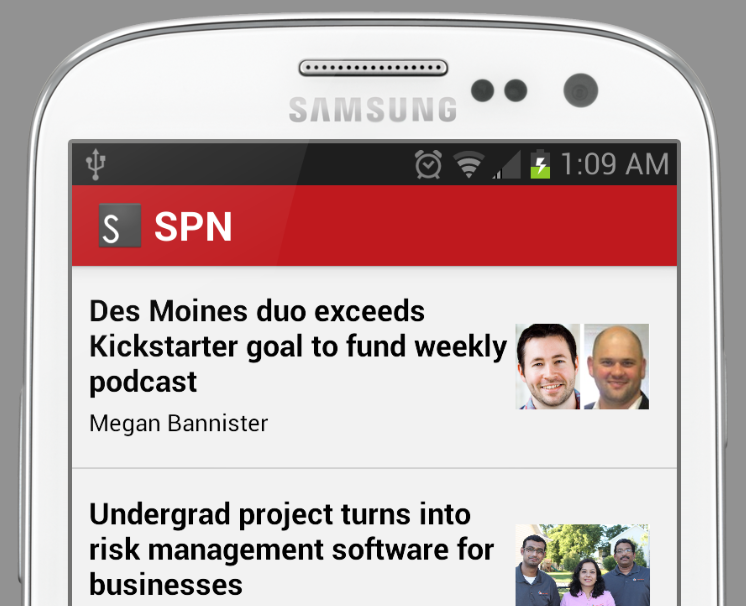 SAMSUNG
1:09 AM
S SPN
Des Moines duo exceeds
Kickstarter goal to fund weekly
podcast
Megan Bannister
Undergrad project turns into
risk management software for
businesses